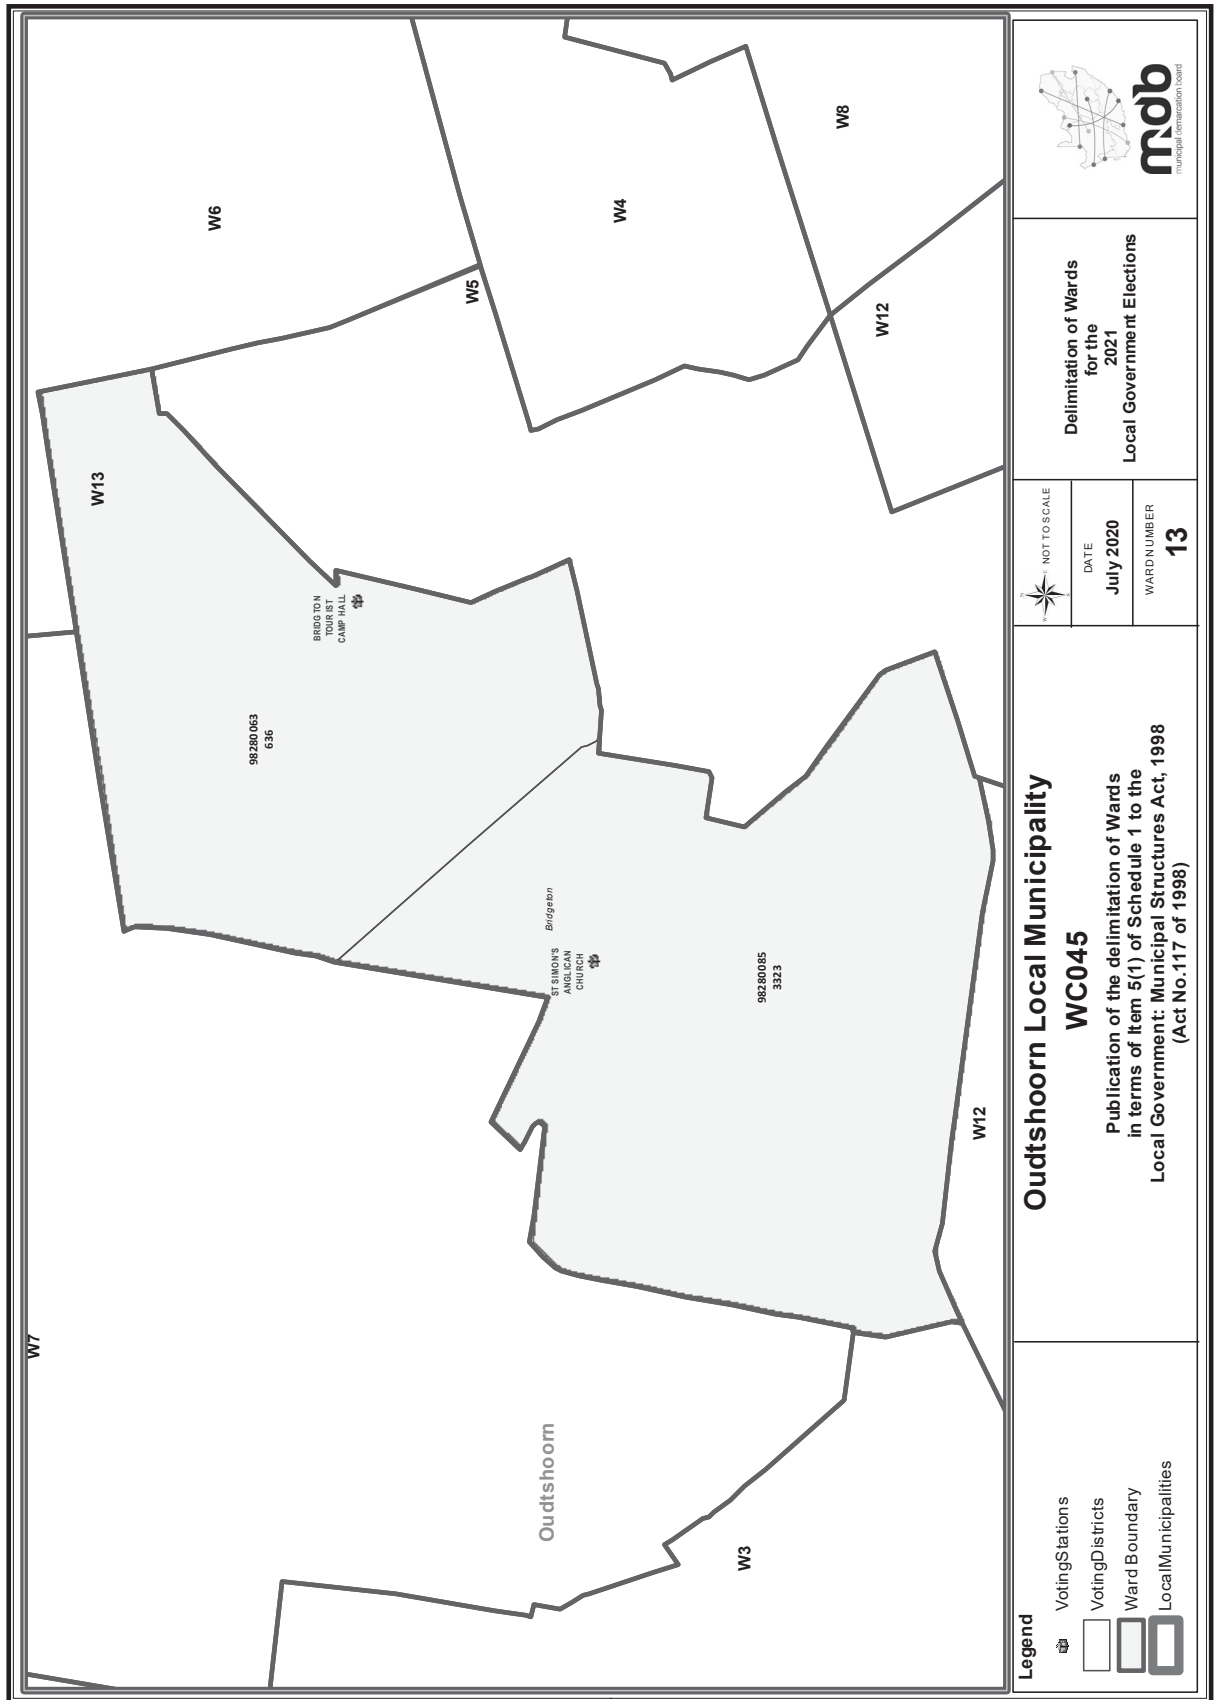 W7
W6
W13
W5
W4
W8
W12
BRIDGTON
TOURIST
CAMP HALL
98280063
636
Bridgeton
ST SIMON'S
ANGLICAN
CHURCH
98280085
3323
W12
Oudtshoorn
W3
Legend
VotingStations
VotingDistricts
Ward Boundary
LocalMunicipalities
Oudtshoorn Local Municipality
WC045
Publication of the delimitation of Wards
in terms of Item 5(1) of Schedule 1 to the
Local Government: Municipal Structures Act, 1998
(Act No.117 of 1998)
N
W E
S
NOT TO SCALE
DATE
July 2020
WARD NUMBER
13
Delimitation of Wards
for the
2021
Local Government Elections
mdb
municipal demarcation board